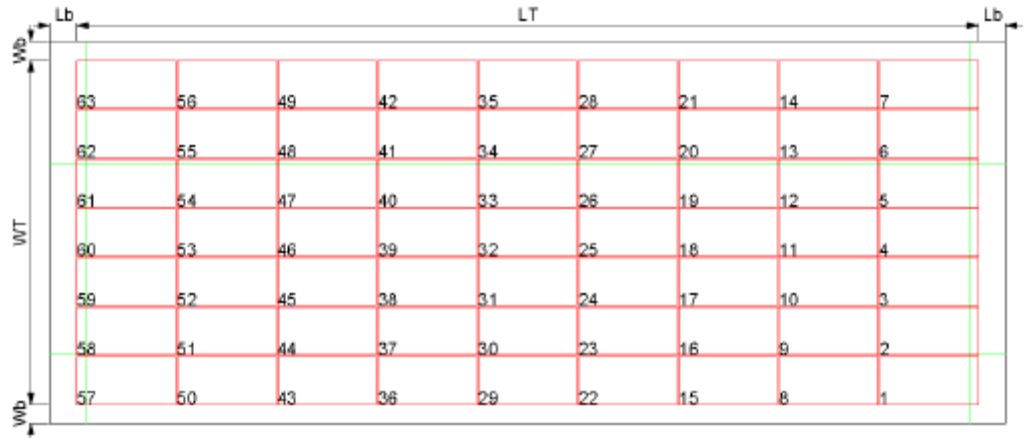 Lb LT Lb
Wb
63 56 49 42 35 28 21 14 7
62 55 48 41 34 27 20 13 6
61 54 47 40 33 26 19 12 5
WT
60 53 46 39 32 25 18 11 4
59 52 45 38 31 24 17 10 3
58 51 44 37 30 23 16 9 2
57 50 43 36 29 22 15 8 1
Wb